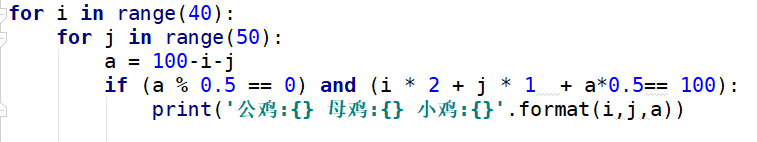 for i in range(40):
    for j in range(50):
        a = 100-i-j
        if (a % 0.5 == 0) and (i * 2 + j * 1  + a*0.5== 100):
            print('公鸡:{} 母鸡:{} 小鸡:{}'.format(i,j,a))